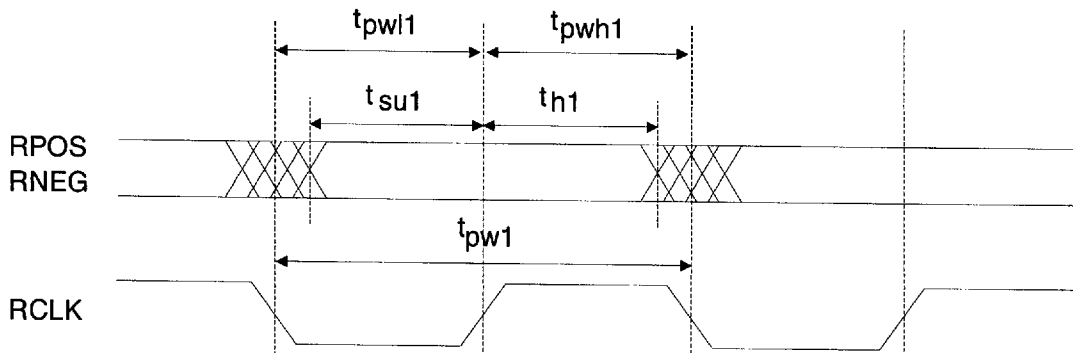 tpwl1
tpwh1
tsu1
th1
RPOS
RNEG
tpw1
RCLK